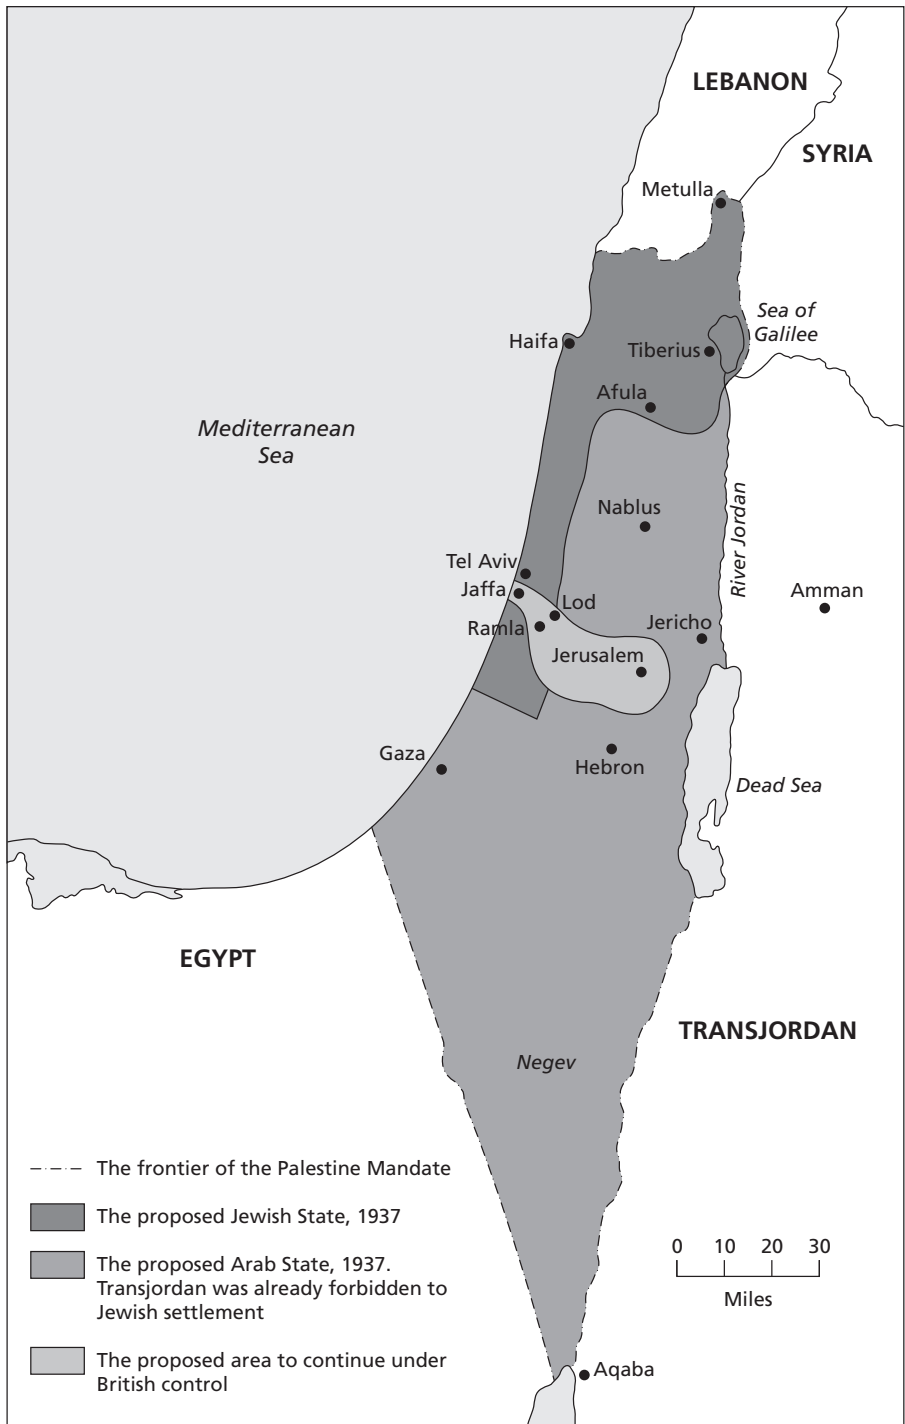 LEBANON
SYRIA
Metulla
Sea of
Galilee
Haifa
Tiberius
Afula
Mediterranean
Sea
Nablus
River Jordan
Tel Aviv
Jaffa
Lod
Amman
Ramla
Jericho
Jerusalem
Gaza
Hebron
Dead Sea
EGYPT
TRANSJORDAN
Negev
The frontier of the Palestine Mandate
The proposed Jewish State, 1937
The proposed Arab State, 1937.
Transjordan was already forbidden to
Jewish settlement
The proposed area to continue under
British control
0 10 20 30
Miles
Aqaba